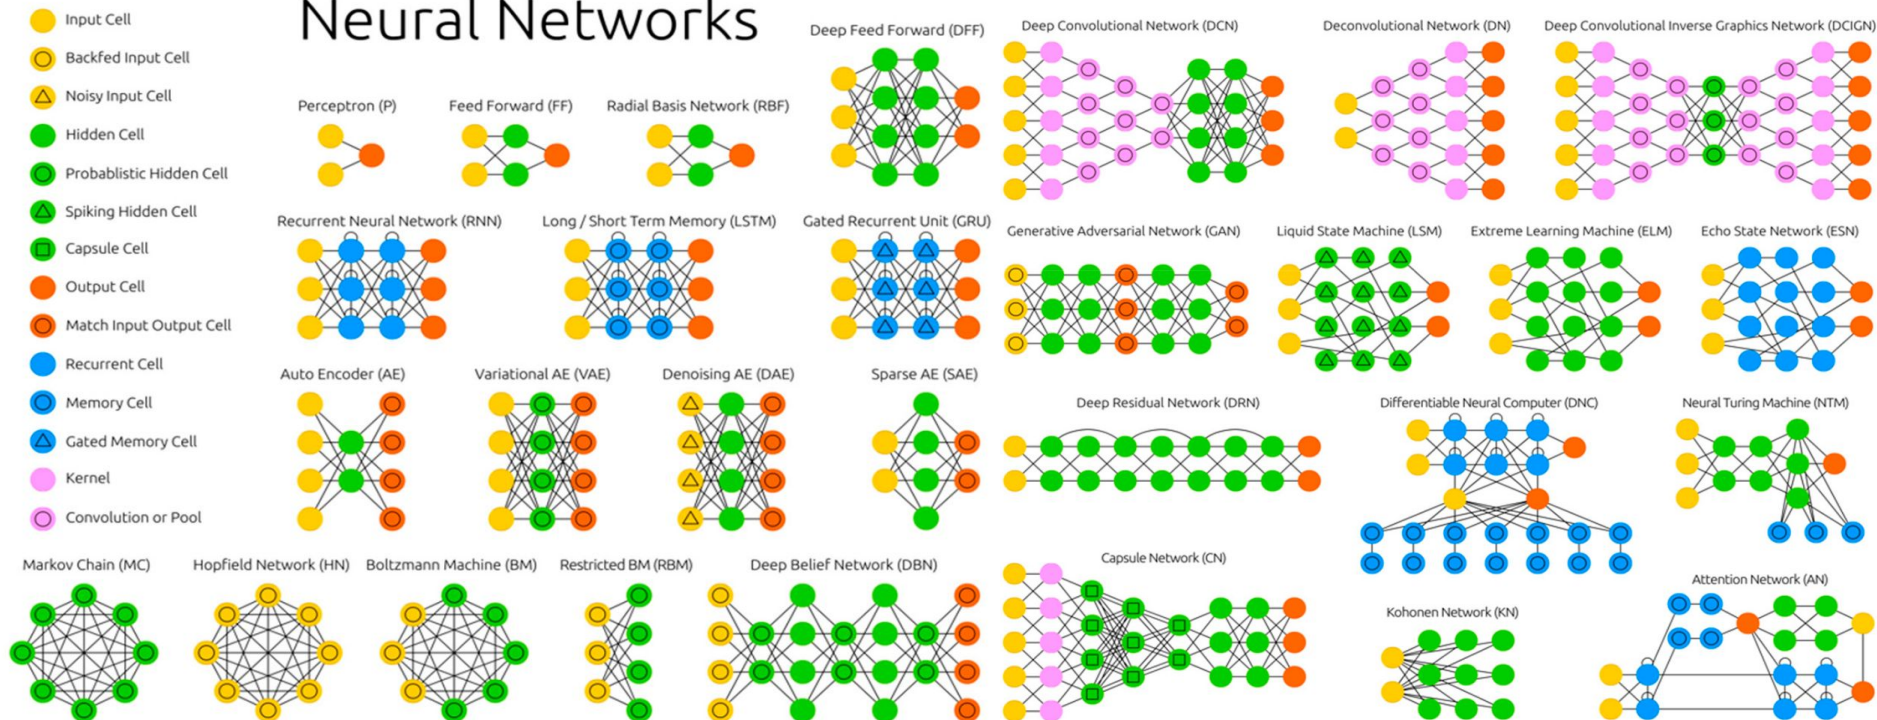 Neural Networks
Input Cell
Backfed Input Cell
Noisy Input Cell
Hidden Cell
Probablistic Hidden Cell
Spiking Hidden Cell
Capsule Cell
Output Cell
Match Input Output Cell
Recurrent Cell
Memory Cell
Gated Memory Cell
Kernel
Convolution or Pool
Perceptron (P)
Feed Forward (FF)
Radial Basis Network (RBF)
Deep Feed Forward (DFF)
Recurrent Neural Network (RNN)
Long / Short Term Memory (LSTM)
Gated Recurrent Unit (GRU)
Auto Encoder (AE)
Variational AE (VAE)
Denoising AE (DAE)
Sparse AE (SAE)
Markov Chain (MC)
Hopfield Network (HN)
Boltzmann Machine (BM)
Restricted BM (RBM)
Deep Belief Network (DBN)
Deep Convolutional Network (DCN)
Deconvolutional Network (DN)
Deep Convolutional Inverse Graphics Network (DCIGN)
Generative Adversarial Network (GAN)
Liquid State Machine (LSM)
Extreme Learning Machine (ELM)
Echo State Network (ESN)
Deep Residual Network (DRN)
Differentiable Neural Computer (DNC)
Neural Turing Machine (NTM)
Capsule Network (CN)
Kohonen Network (KN)
Attention Network (AN)